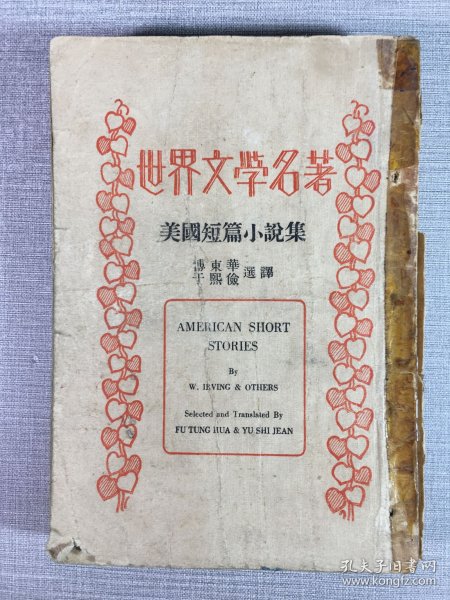 世界文學名著
美國短篇小說集
傅東華
于熙儉
選譯
AMERICAN SHORT
STORIES
By
W. IRVING & OTHERS
Selected and Translated By
FU TUNG HUA & YU SHI JEAN
孔夫子旧书网
www.kongfz.com